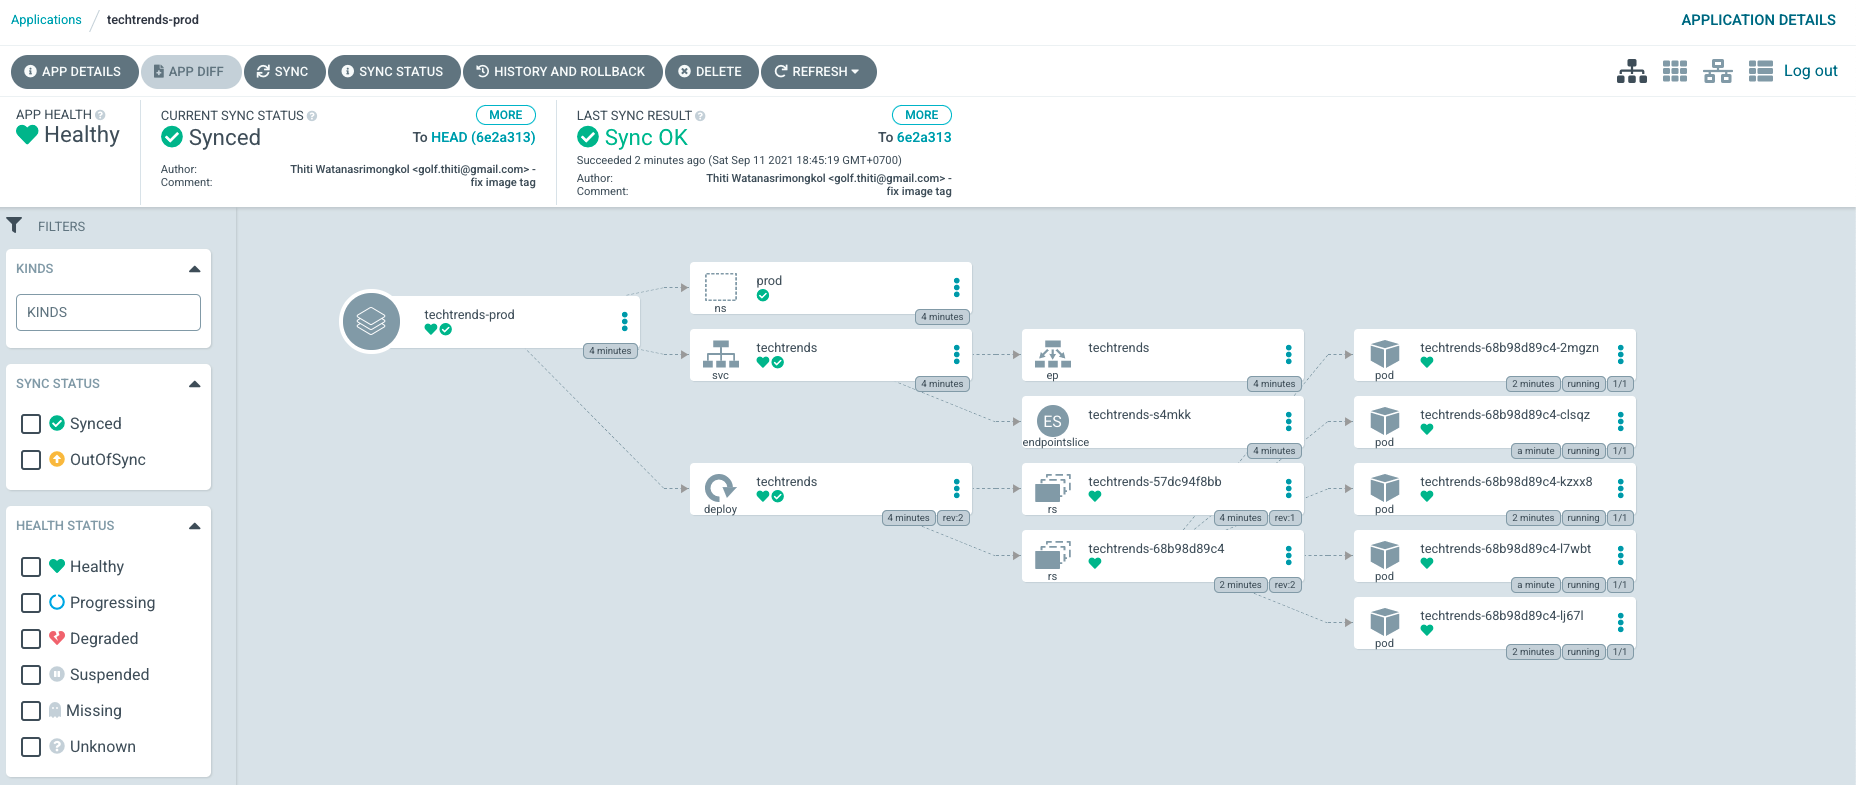 Applications / techtrends-prod
APPLICATION DETAILS
APP DETAILS
APP DIFF
SYNC
SYNC STATUS
HISTORY AND ROLLBACK
DELETE
REFRESH
Log out
APP HEALTH
Healthy
CURRENT SYNC STATUS
MORE
Synced
To HEAD (6e2a313)
Author:
Thiti Watanasrimongkol <golf.thiti@gmail.com> -
Comment:
fix image tag
LAST SYNC RESULT
MORE
Sync OK
To 6e2a313
Succeeded 2 minutes ago (Sat Sep 11 2021 18:45:19 GMT+0700)
Author:
Thiti Watanasrimongkol <golf.thiti@gmail.com> -
Comment:
fix image tag
FILTERS
KINDS
KINDS
SYNC STATUS
Synced
OutOfSync
HEALTH STATUS
Healthy
Progressing
Degraded
Suspended
Missing
Unknown
techtrends-prod
4 minutes
prod
ns
4 minutes
techtrends
svc
4 minutes
techtrends
deploy
4 minutes rev:2
techtrends
ep
4 minutes
ES
techtrends-s4mkk
endpointslice
4 minutes
techtrends-57dc94f8bb
rs
4 minutes rev:1
techtrends-68b98d89c4
rs
2 minutes rev:2
techtrends-68b98d89c4-2mgzn
pod
2 minutes running 1/1
techtrends-68b98d89c4-clsqz
pod
a minute running 1/1
techtrends-68b98d89c4-kzxx8
pod
2 minutes running 1/1
techtrends-68b98d89c4-l7wbt
pod
a minute running 1/1
techtrends-68b98d89c4-lj67l
pod
2 minutes running 1/1